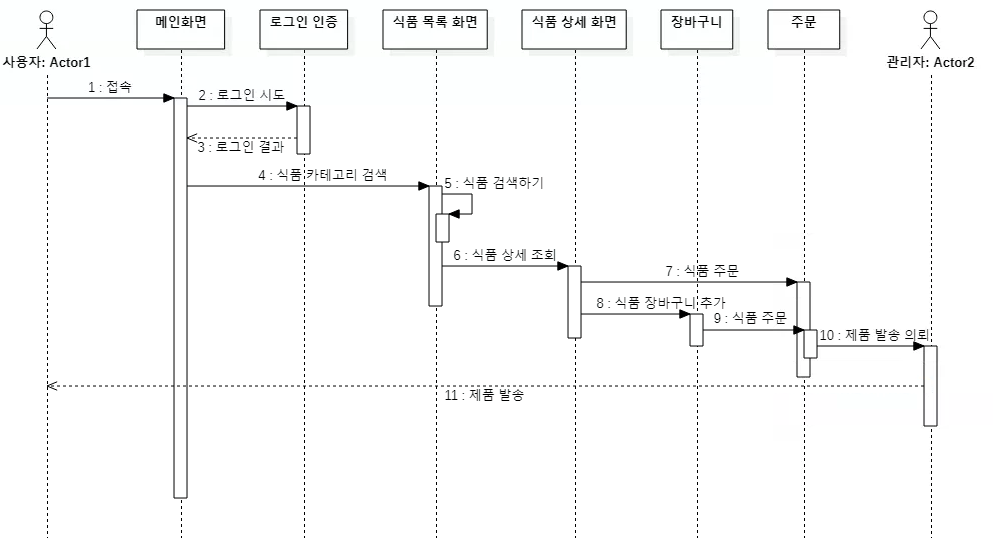 메인화면
로그인 인증
식품 목록 화면
식품 상세 화면
장바구니
주문
사용자: Actor1
관리자: Actor2
1 : 접속
2 : 로그인 시도
3 : 로그인 결과
4 : 식품 카테고리 검색
5 : 식품 검색하기
6 : 식품 상세 조회
7 : 식품 주문
8 : 식품 장바구니 추가
9 : 식품 주문
10 : 제품 발송 의뢰
11 : 제품 발송